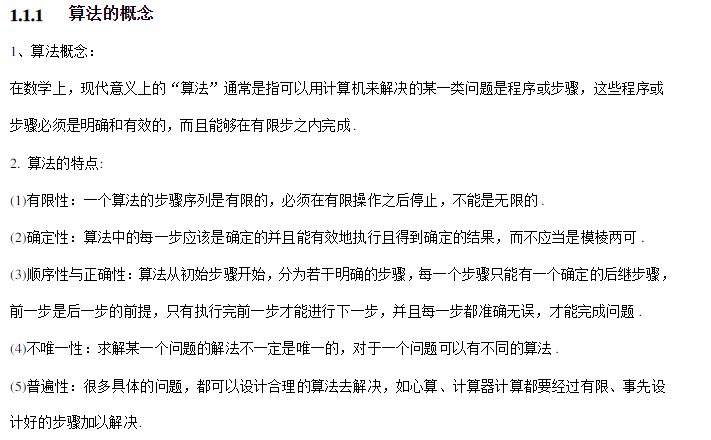 1.1.1 算法的概念
1、算法概念：
在数学上，现代意义上的“算法”通常是指可以用计算机来解决的某一类问题是程序或步骤，这些程序或
步骤必须是明确和有效的，而且能够在有限步之内完成.
2. 算法的特点:
(1)有限性：一个算法的步骤序列是有限的，必须在有限操作之后停止，不能是无限的.
(2)确定性：算法中的每一步应该是确定的并且能有效地执行且得到确定的结果，而不应当是模棱两可.
(3)顺序性与正确性：算法从初始步骤开始，分为若干明确的步骤，每一个步骤只能有一个确定的后继步骤，
前一步是后一步的前提，只有执行完前一步才能进行下一步，并且每一步都准确无误，才能完成问题.
(4)不唯一性：求解某一个问题的解法不一定是唯一的，对于一个问题可以有不同的算法.
(5)普遍性：很多具体的问题，都可以设计合理的算法去解决，如心算、计算器计算都要经过有限、事先设
计好的步骤加以解决.